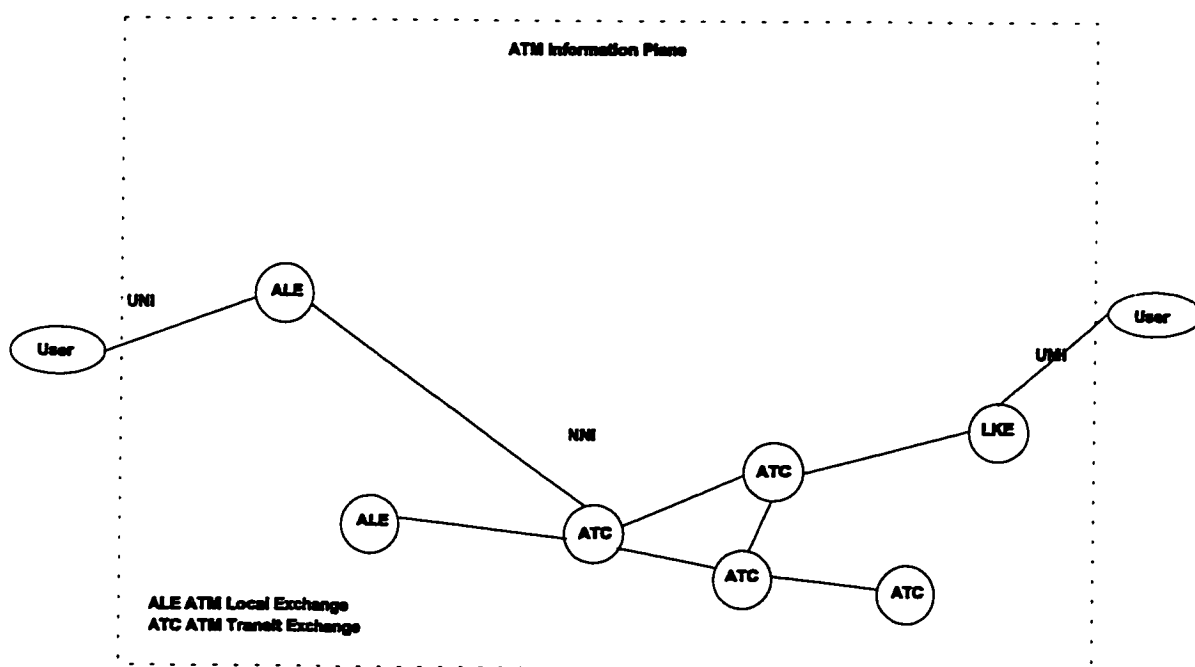 ATM Information Plane
UNI
ALE
User
User
UNI
LKE
NNI
ATC
ALE
ATC
ATC
ATC
ALE ATM Local Exchange
ATC ATM Transit Exchange